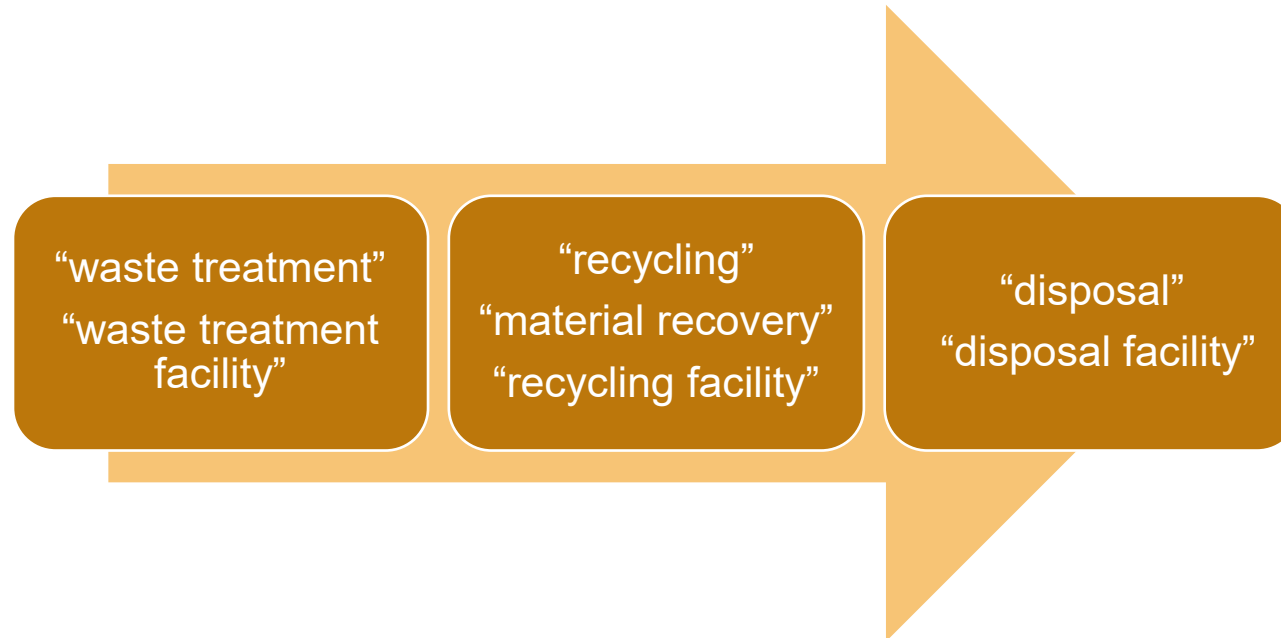 “waste treatment”
“waste treatment
facility”
“recycling”
“material recovery”
“recycling facility”
“disposal”
“disposal facility”